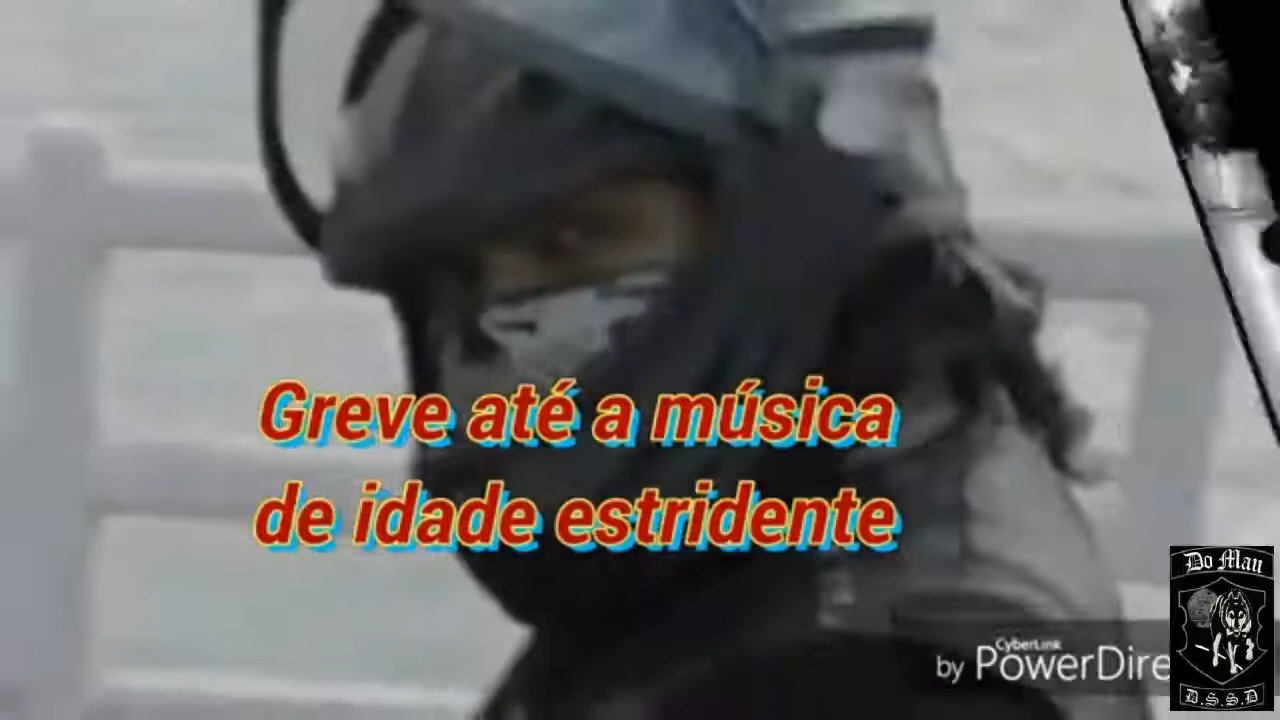 Greve até a música
de idade estridente
CyberLink
by PowerDire
Do Mau
D.S.S.D